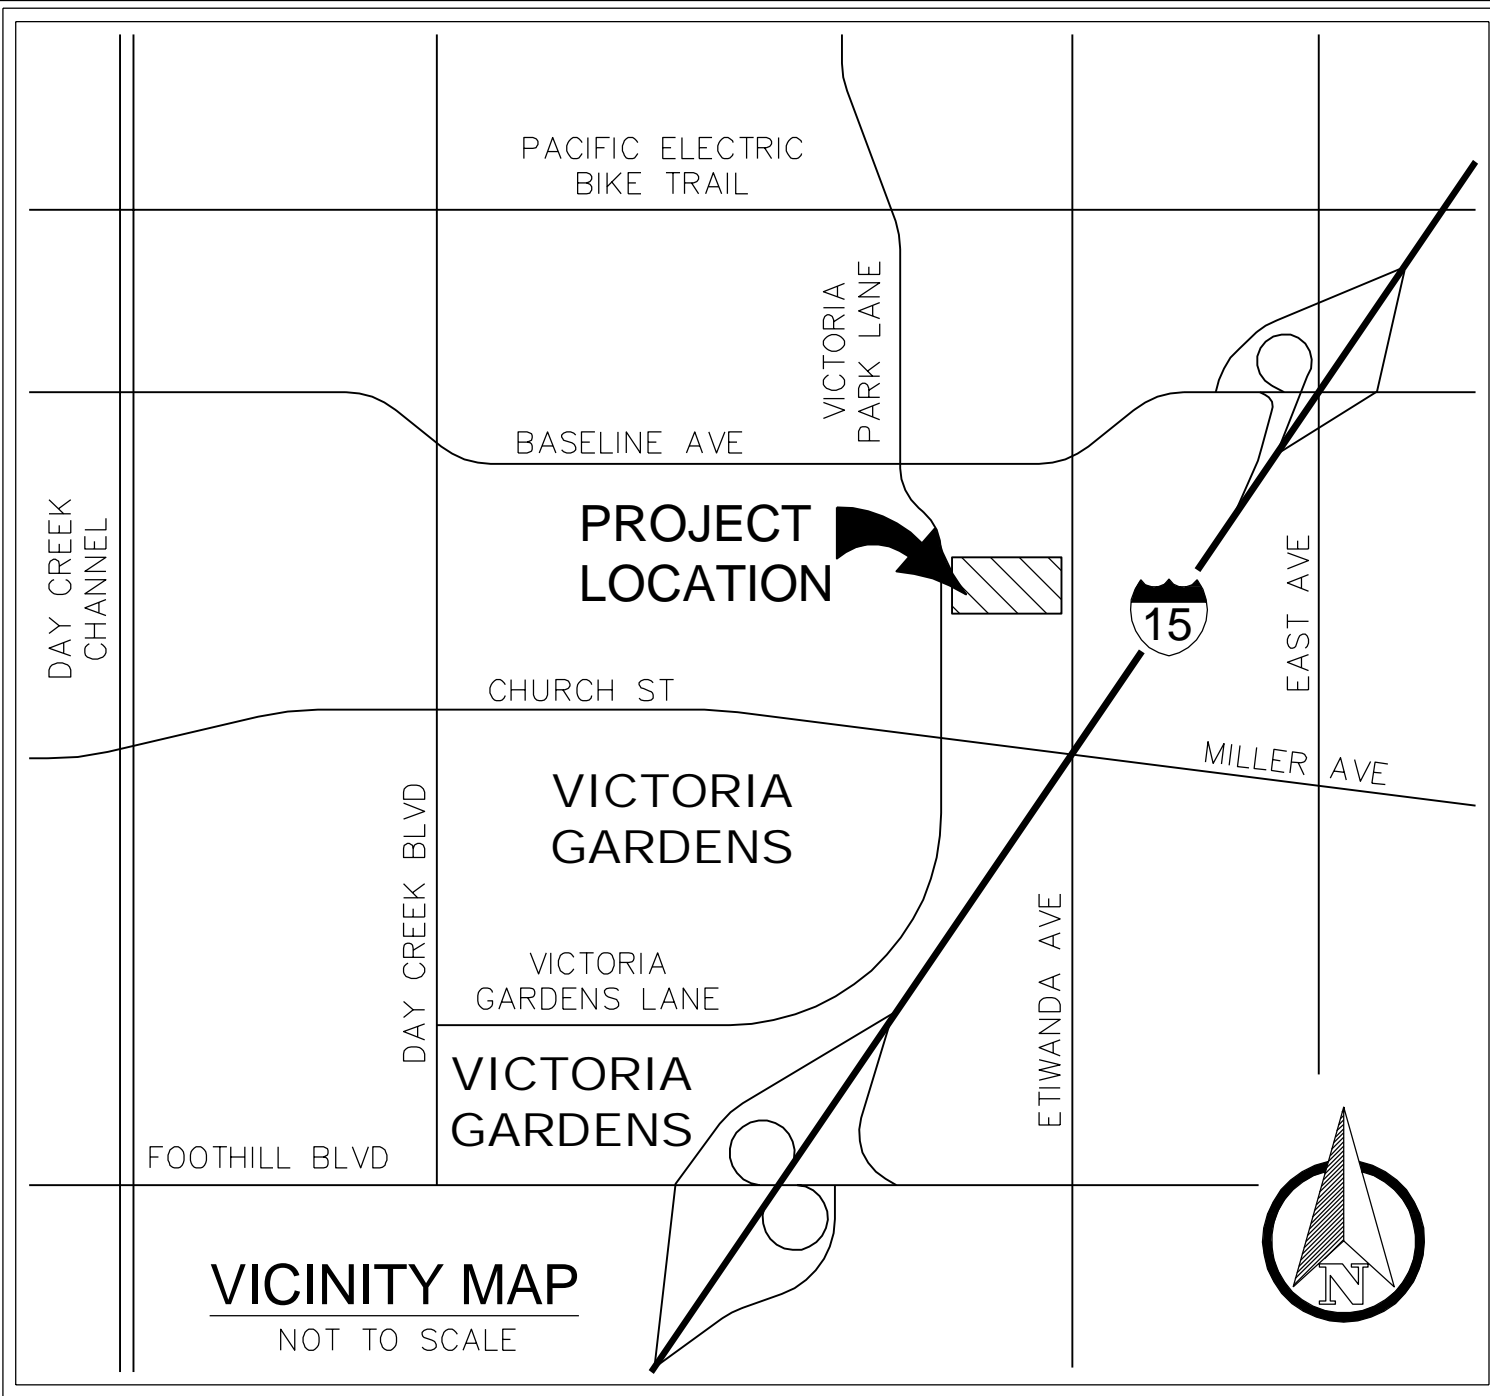 PACIFIC ELECTRIC
BIKE TRAIL
VICTORIA
PARK LANE
BASELINE AVE
PROJECT
LOCATION
DAY CREEK
CHANNEL
15
EAST AVE
CHURCH ST
MILLER AVE
VICTORIA
GARDENS
DAY CREEK BLVD
VICTORIA
GARDENS LANE
ETIWANDA AVE
VICTORIA
GARDENS
FOOTHILL BLVD
N
VICINITY MAP
NOT TO SCALE